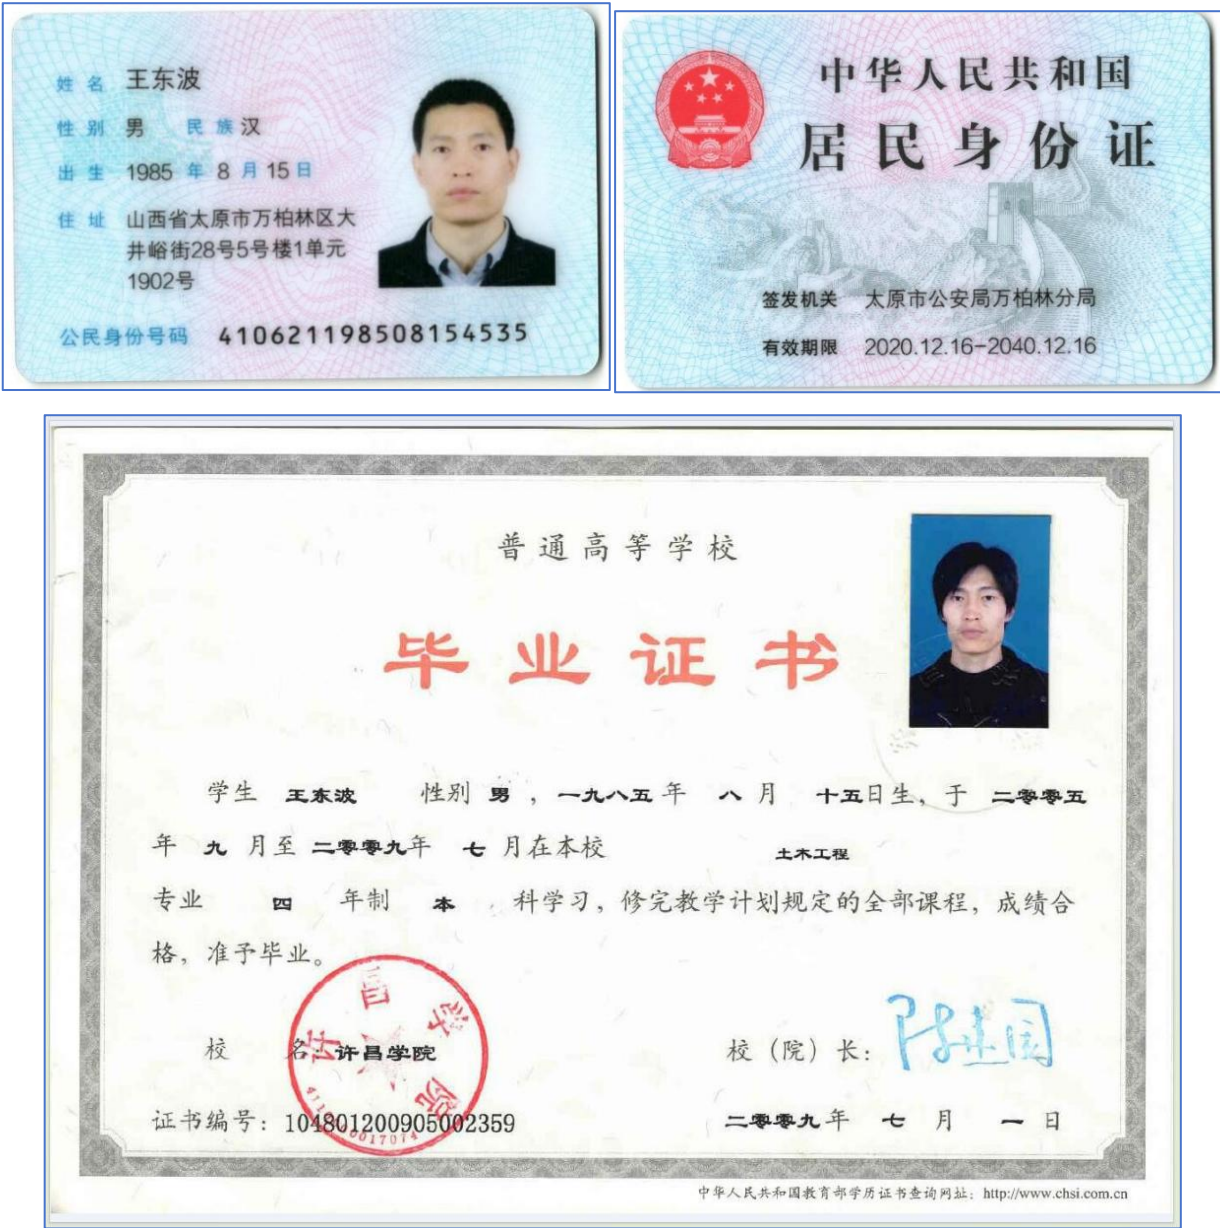 姓名 王东波
性别 男 民族 汉
出生 1985 年 8 月 15 日
住址 山西省太原市万柏林区大
井峪街28号5号楼1单元
1902号
公民身份号码 410621198508154535
中华人民共和国
居民身份证
签发机关 太原市公安局万柏林分局
有效期限 2020.12.16-2040.12.16
普通高等学校
毕业证书
学生 王东波 性别 男 ,一九八五 年 八 月 十五日生,于 二零零五
年 九 月至 二零零九年 七 月在本校 土木工程
专业 四 年制 本 科学习,修完教学计划规定的全部课程,成绩合
格,准予毕业。
许昌学院
校 名:许昌学院 校(院)长:
证书编号:104801200905002359 二零零九年 七 月 一 日
中华人民共和国教育部学历证书查询网址:http://www.chsi.com.cn